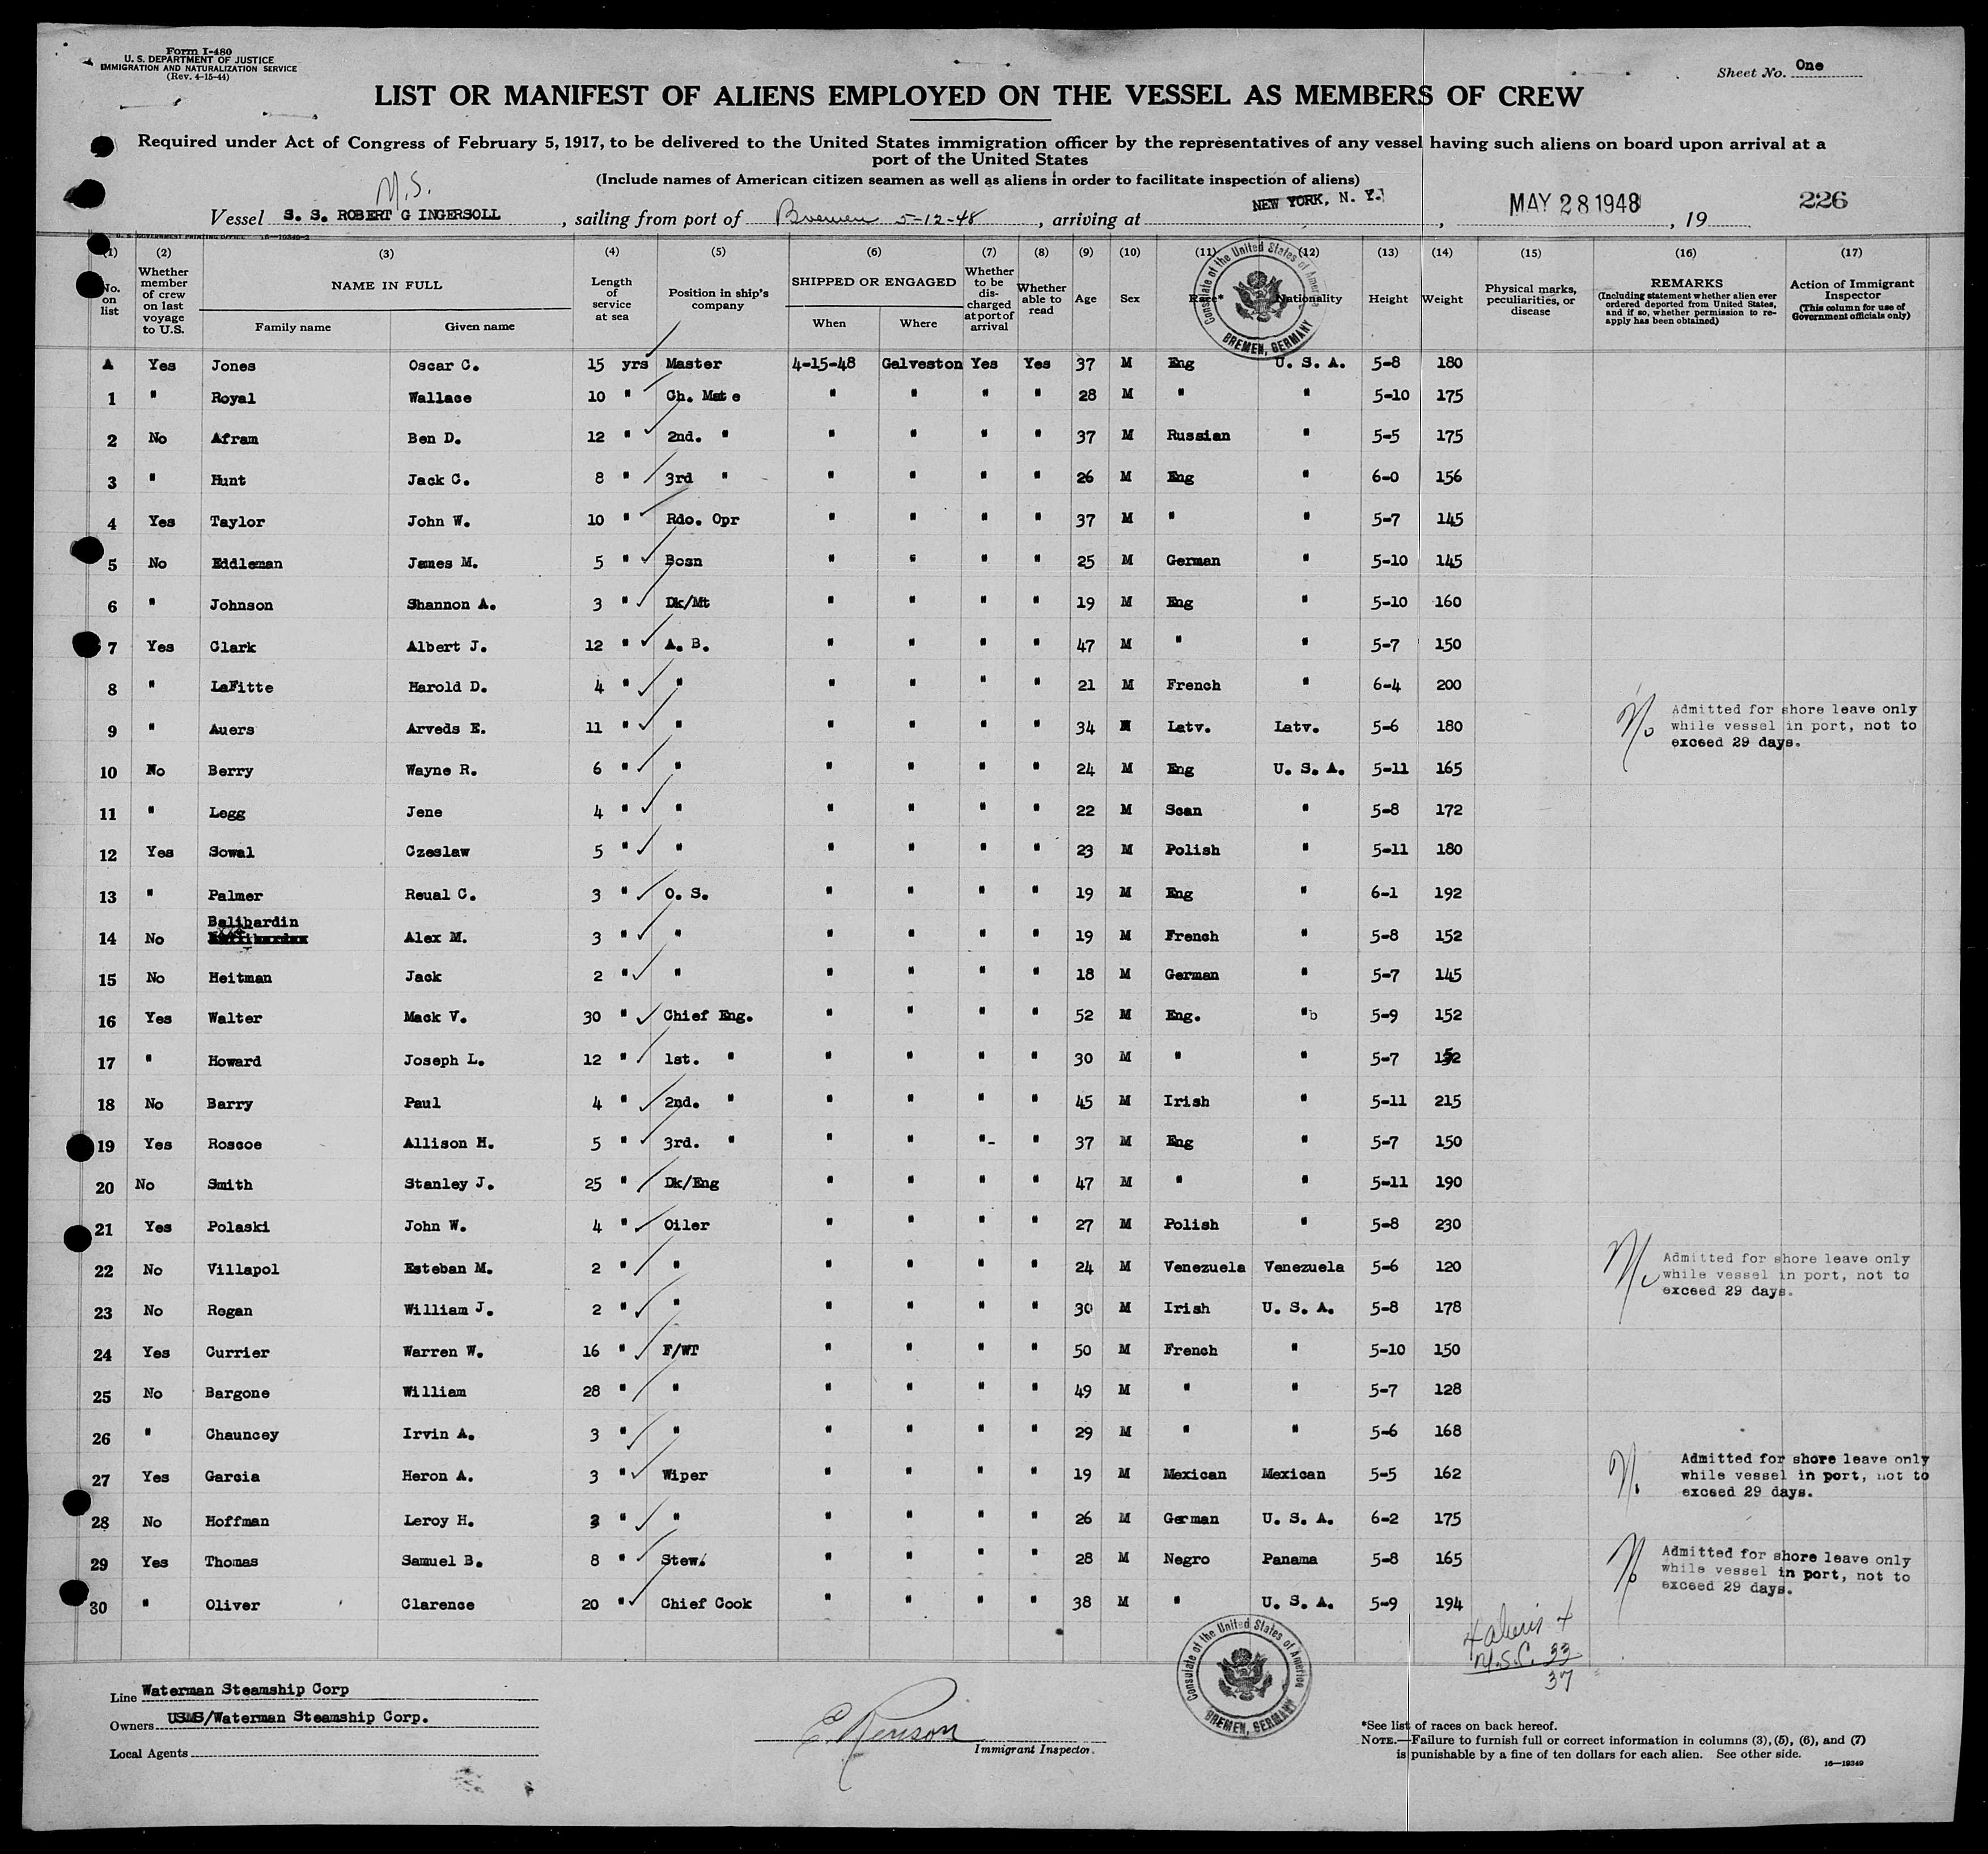 Form I-480
U. S. DEPARTMENT OF JUSTICE
IMMIGRATION AND NATURALIZATION SERVICE
(Rev. 4-15-44)
Sheet No. One
LIST OR MANIFEST OF ALIENS EMPLOYED ON THE VESSEL AS MEMBERS OF CREW
Required under Act of Congress of February 5, 1917, to be delivered to the United States immigration officer by the representatives of any vessel having such aliens on board upon arrival at a
port of the United States
(Include names of American citizen seamen as well as aliens in order to facilitate inspection of aliens)
M.S.
Vessel S. S. ROBERT G INGERSOLL, sailing from port of Bremen 5-12-48, arriving at NEW YORK, N. Y., MAY 28 1948, 19
226
U. S. GOVERNMENT PRINTING OFFICE 16—19349-2
(1) (2) (3) (4) (5) (6) (7) (8) (9) (10) (11) (12) (13) (14) (15) (16) (17)
No. on list
Whether member of crew on last voyage to U.S.
NAME IN FULL
Family name Given name
Length of service at sea
Position in ship's company
SHIPPED OR ENGAGED
When Where
Whether to be discharged at port of arrival
Whether able to read
Age
Sex
Race*
Nationality
Height
Weight
Physical marks, peculiarities, or disease
REMARKS
(Including statement whether alien ever ordered deported from United States, and if so, whether permission to reapply has been obtained)
Action of Immigrant Inspector
(This column for use of Government officials only)
Consulate of the United States of America
BREMEN, GERMANY
A Yes Jones Oscar C. 15 yrs Master 4-15-48 Galveston Yes Yes 37 M Eng U. S. A. 5-8 180
1 " Royal Wallace 10 " Ch. Mate " " " " 28 M " " 5-10 175
2 No Afram Ben D. 12 " 2nd. " " " " " 37 M Russian " 5-5 175
3 " Hunt Jack C. 8 " 3rd " " " " " 26 M Eng " 6-0 156
4 Yes Taylor John W. 10 " Rdo. Opr " " " " 37 M " " 5-7 145
5 No Eddleman James M. 5 " Bosn " " " " 25 M German " 5-10 145
6 " Johnson Shannon A. 3 " Dk/Mt " " " " 19 M Eng " 5-10 160
7 Yes Clark Albert J. 12 " A. B. " " " " 47 M " " 5-7 150
8 " LaFitte Harold D. 4 " " " " " " 21 M French " 6-4 200
9 " Auers Arveds E. 11 " " " " " " 34 M Latv. Latv. 5-6 180 Admitted for shore leave only
while vessel in port, not to
exceed 29 days.
10 No Berry Wayne R. 6 " " " " " " 24 M Eng U. S. A. 5-11 165
11 " Legg Jene 4 " " " " " " 22 M Scan " 5-8 172
12 Yes Sowal Czeslaw 5 " " " " " " 23 M Polish " 5-11 180
13 " Palmer Reual C. 3 " O. S. " " " " 19 M Eng " 6-1 192
Balibardin
14 No Alex M. 3 " " " " " " 19 M French " 5-8 152
15 No Heitman Jack 2 " " " " " " 18 M German " 5-7 145
16 Yes Walter Mack V. 30 " Chief Eng. " " " " 52 M Eng. "b 5-9 152
17 " Howard Joseph L. 12 " 1st. " " " " " 30 M " " 5-7 152
18 No Barry Paul 4 " 2nd. " " " " " 45 M Irish " 5-11 215
19 Yes Roscoe Allison H. 5 " 3rd. " " " "- " 37 M Eng " 5-7 150
20 No Smith Stanley J. 25 " Dk/Eng " " " " 47 M " " 5-11 190
21 Yes Polaski John W. 4 " Oiler " " " " 27 M Polish " 5-8 230
22 No Villapol Esteban M. 2 " " " " " " 24 M Venezuela Venezuela 5-6 120 Admitted for shore leave only
while vessel in port, not to
exceed 29 days.
23 No Regan William J. 2 " " " " " " 30 M Irish U. S. A. 5-8 178
24 Yes Currier Warren W. 16 " F/WT " " " " 50 M French " 5-10 150
25 No Bargone William 28 " " " " " " 49 M " " 5-7 128
26 " Chauncey Irvin A. 3 " " " " " " 29 M " " 5-6 168
27 Yes Garcia Heron A. 3 " Wiper " " " " 19 M Mexican Mexican 5-5 162 Admitted for shore leave only
while vessel in port, not to
exceed 29 days.
28 No Hoffman Leroy H. " " " " " " 26 M German U. S. A. 6-2 175
29 Yes Thomas Samuel B. 8 " Stew. " " " " 28 M Negro Panama 5-8 165 Admitted for shore leave only
while vessel in port, not to
exceed 29 days.
30 " Oliver Clarence 20 " Chief Cook " " " " 38 M " U. S. A. 5-9 194
4 aliens 4
U.S.C. 33
37
Consulate of the United States of America
BREMEN, GERMANY
Line Waterman Steamship Corp
Owners USMS/Waterman Steamship Corp.
Local Agents
E. Renison
Immigrant Inspector.
*See list of races on back hereof.
NOTE.—Failure to furnish full or correct information in columns (3), (5), (6), and (7)
is punishable by a fine of ten dollars for each alien. See other side.
16—19349